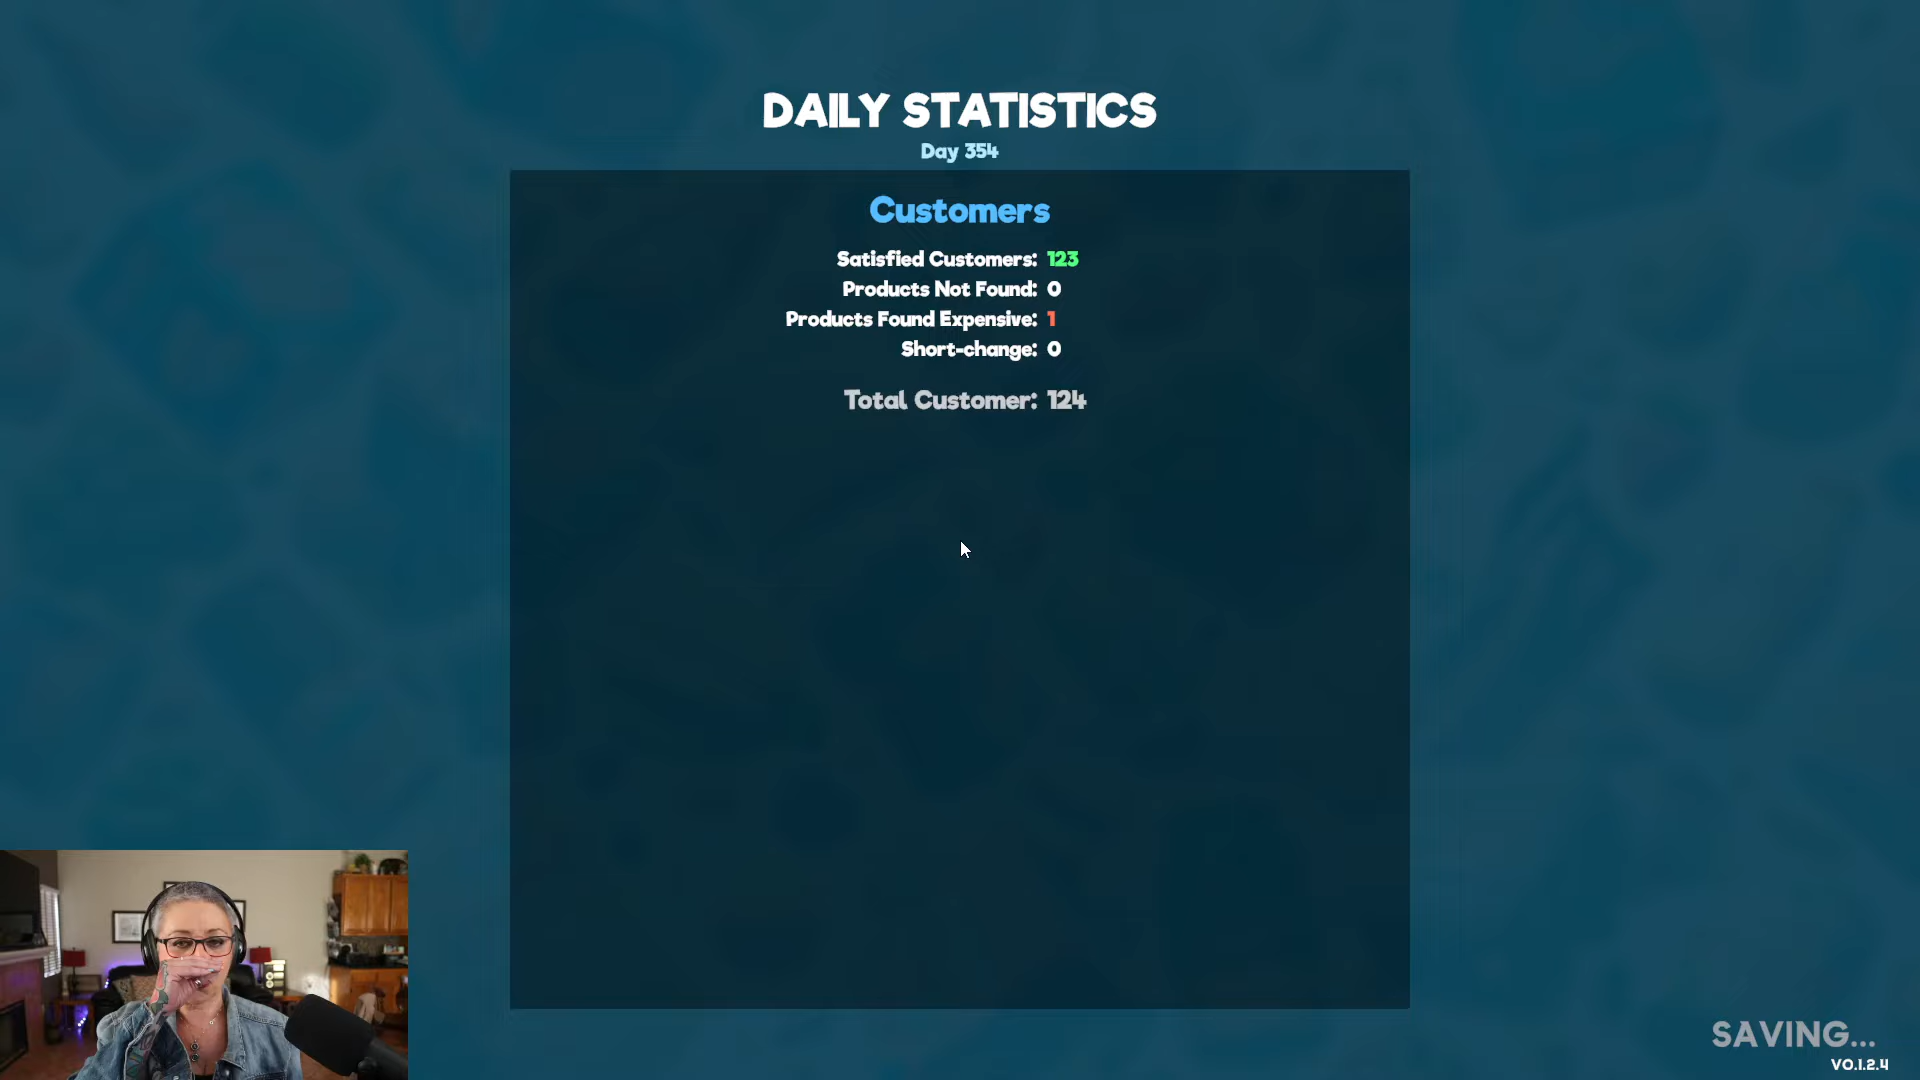 DAILY STATISTICS
Day 354
Customers
Satisfied Customers: 123
Products Not Found: 0
Products Found Expensive: 1
Short-change: 0
Total Customer: 124
SAVING...
V0.1.2.4